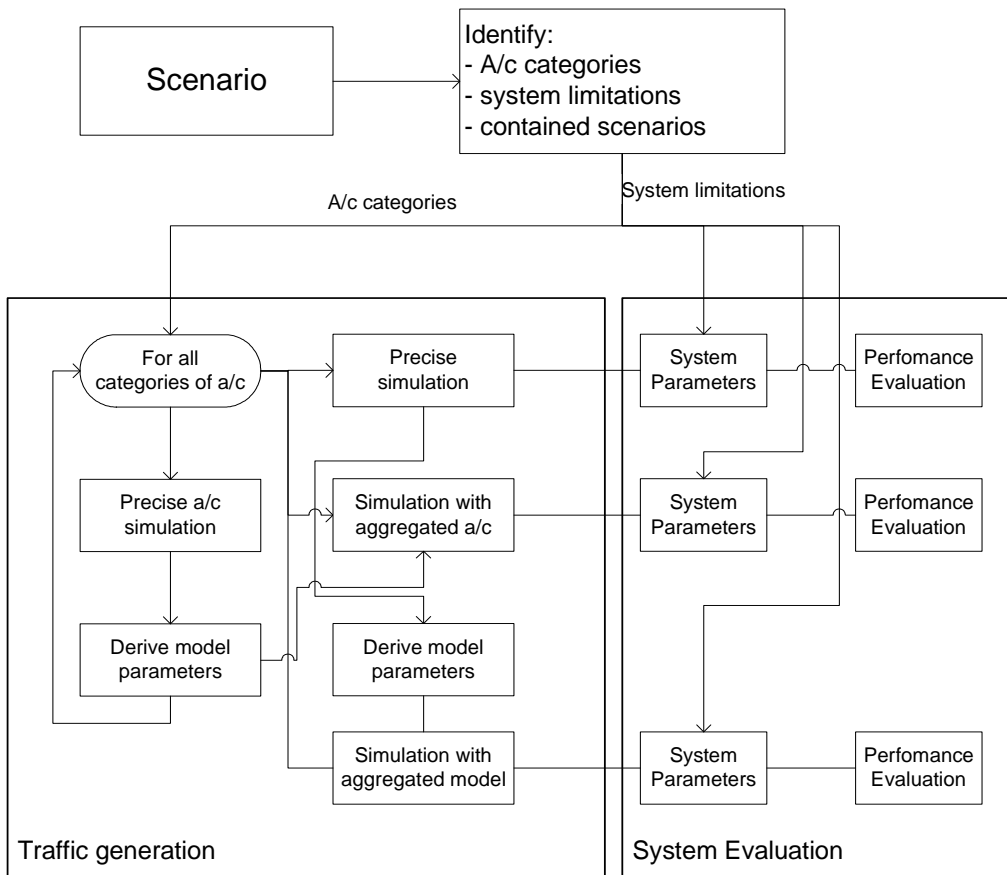 Scenario
Identify:
- A/c categories
- system limitations
- contained scenarios
System limitations
A/c categories
For all
categories of a/c
Precise
simulation
System
Parameters
Perfomance
Evaluation
Precise a/c
simulation
Simulation with
aggregated a/c
System
Parameters
Perfomance
Evaluation
Derive model
parameters
Derive model
parameters
Simulation with
aggregated model
System
Parameters
Perfomance
Evaluation
Traffic generation
System Evaluation